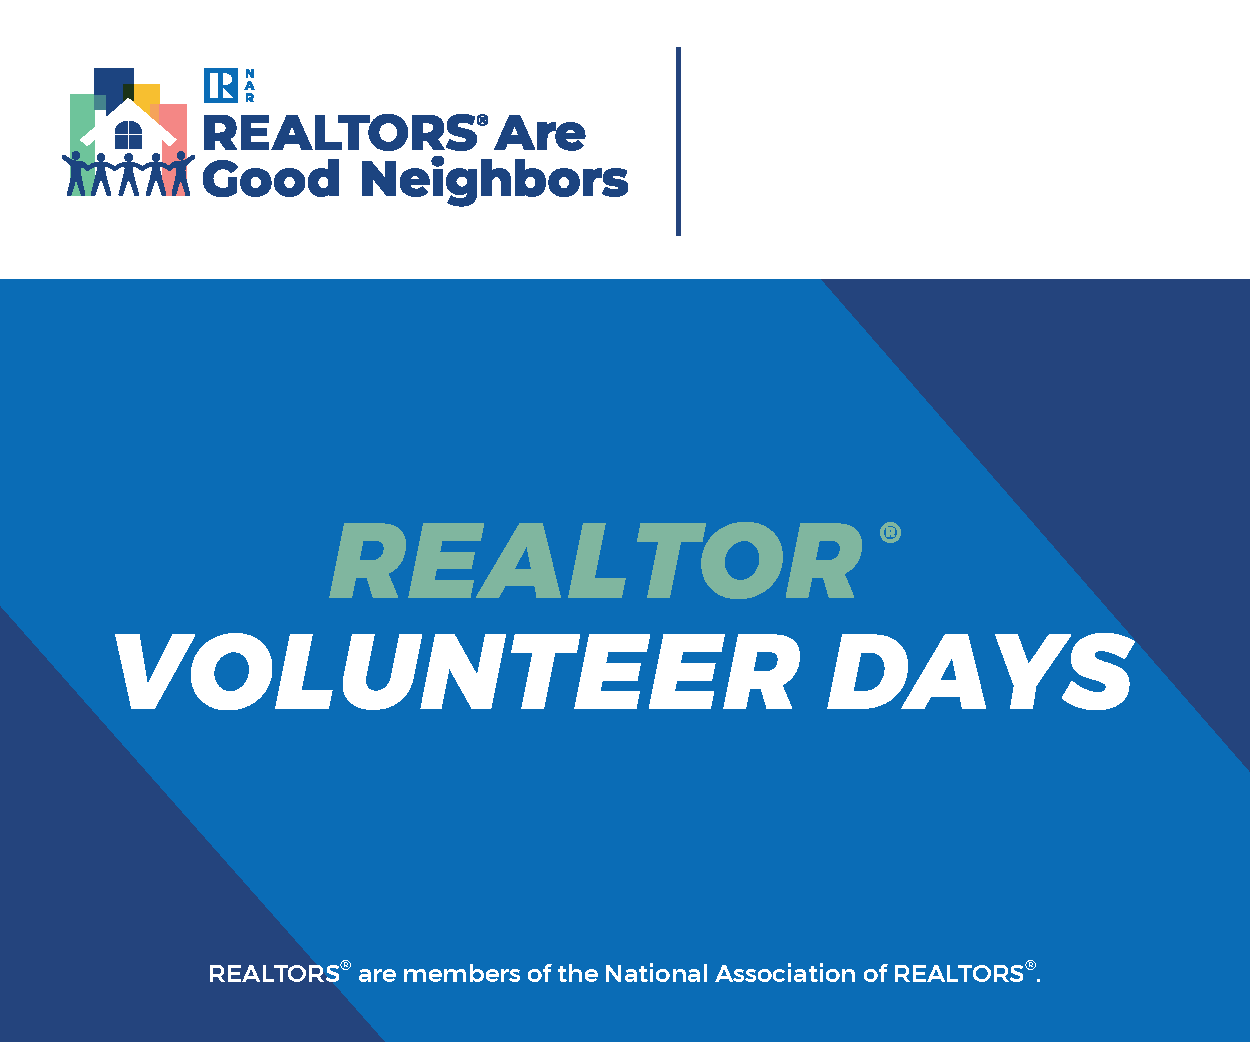 R
N
A
R
REALTORS® Are
Good Neighbors
REALTOR®
VOLUNTEER DAYS
REALTORS® are members of the National Association of REALTORS®.